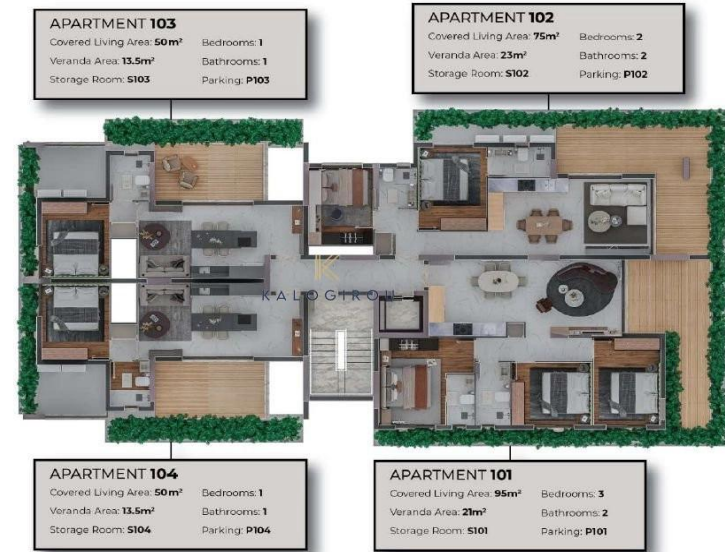 APARTMENT 103
Covered Living Area: 50m² Bedrooms: 1
Veranda Area: 13.5m² Bathrooms: 1
Storage Room: S103 Parking: P103
APARTMENT 102
Covered Living Area: 75m² Bedrooms: 2
Veranda Area: 23m² Bathrooms: 2
Storage Room: S102 Parking: P102
K
KALOGIROU
APARTMENT 104
Covered Living Area: 50m² Bedrooms: 1
Veranda Area: 13.5m² Bathrooms: 1
Storage Room: S104 Parking: P104
APARTMENT 101
Covered Living Area: 95m² Bedrooms: 3
Veranda Area: 21m² Bathrooms: 2
Storage Room: S101 Parking: P101